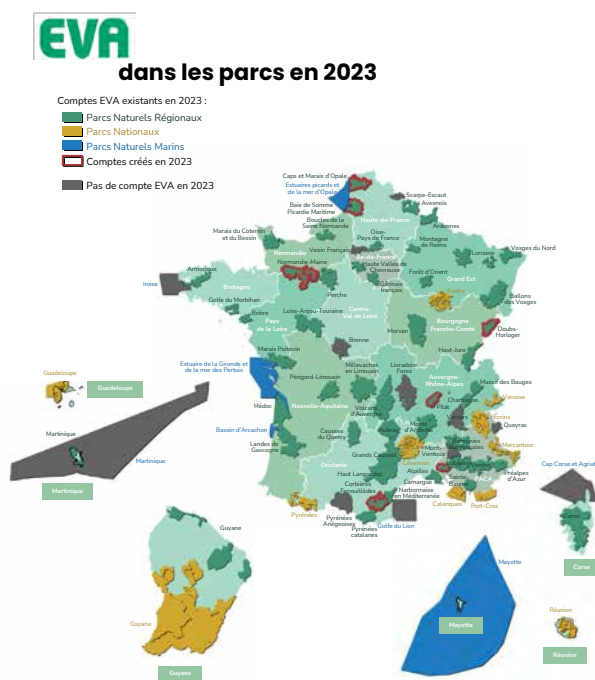 EVA
dans les parcs en 2023
Comptes EVA existants en 2023 :
Parcs Naturels Régionaux
Parcs Nationaux
Parcs Naturels Marins
Comptes créés en 2023
Pas de compte EVA en 2023
Caps et Marais d'Opale
Estuaires picards et
de la mer d'Opale
Scarpe-Escaut
Avesnois
Baie de Somme
Picardie Maritime
Hauts-de-France
Boucles de la
Seine Normande
Ardennes
Marais du Cotentin
et du Bessin
Oise-
Pays de France
Montagne
de Reims
Vosges du Nord
Normandie
Vexin Français
Île-de-France
Lorraine
Normandie-Maine
Haute Vallée de
Chevreuse
Forêt d'Orient
Grand Est
Armorique
Iroise
Bretagne
Gâtinais
français
Perche
Ballons
des Vosges
Golfe du Morbihan
Brière
Loire-Anjou-Touraine
Centre-
Val de Loire
Pays
de la Loire
Morvan
Bourgogne
Franche-Comté
Doubs-
Horloger
Brenne
Marais Poitevin
Haut-Jura
Estuaire de la Gironde et
de la mer des Pertuis
Millevaches
en Limousin
Livradois-
Forez
Périgord-Limousin
Auvergne-
Rhône-Alpes
Massif des Bauges
Guadeloupe
Guadeloupe
Médoc
Nouvelle-Aquitaine
Volcans
d'Auvergne
Pilat
Chartreuse
Vanoise
Vercors
Ecrins
Queyras
Bassin d'Arcachon
Landes de
Gascogne
Causses
du Quercy
Aubrac
Monts
d'Ardèche
Baronnies
Mercantour
Martinique
Martinique
Martinique
Occitanie
Grands Causses
Cévennes
Mont-
Ventoux
Haut Languedoc
Alpilles
Luberon
Verdon
Préalpes
d'Azur
PACA
Camargue
Sainte-
Baume
Corbières
Fenouillèdes
Narbonnaise
en Méditerranée
Calanques
Port-Cros
Pyrénées
Pyrénées
Ariégeoises
Pyrénées
catalanes
Golfe du Lion
Cap Corse et Agriat
Corse
Corse
Guyane
Guyane
Guyane
Mayotte
Mayotte
Réunion
Réunion